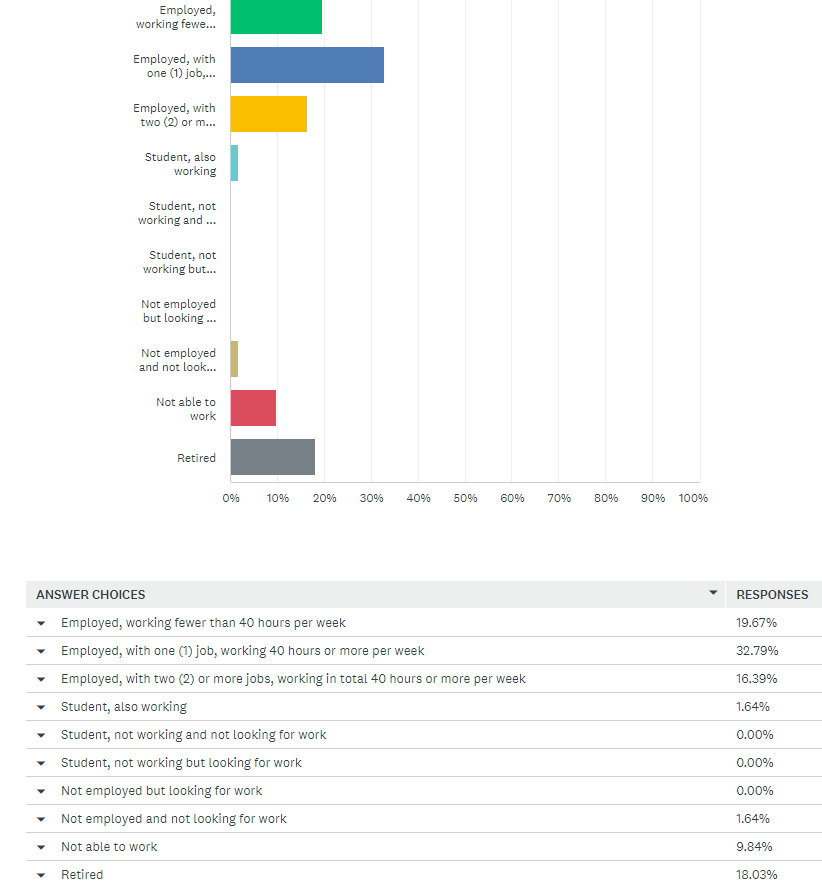 Employed,
working fewe...
Employed, with
one (1) job,...
Employed, with
two (2) or m...
Student, also
working
Student, not
working and ...
Student, not
working but...
Not employed
but looking ...
Not employed
and not look...
Not able to
work
Retired
0% 10% 20% 30% 40% 50% 60% 70% 80% 90% 100%
ANSWER CHOICES RESPONSES
Employed, working fewer than 40 hours per week 19.67%
Employed, with one (1) job, working 40 hours or more per week 32.79%
Employed, with two (2) or more jobs, working in total 40 hours or more per week 16.39%
Student, also working 1.64%
Student, not working and not looking for work 0.00%
Student, not working but looking for work 0.00%
Not employed but looking for work 0.00%
Not employed and not looking for work 1.64%
Not able to work 9.84%
Retired 18.03%